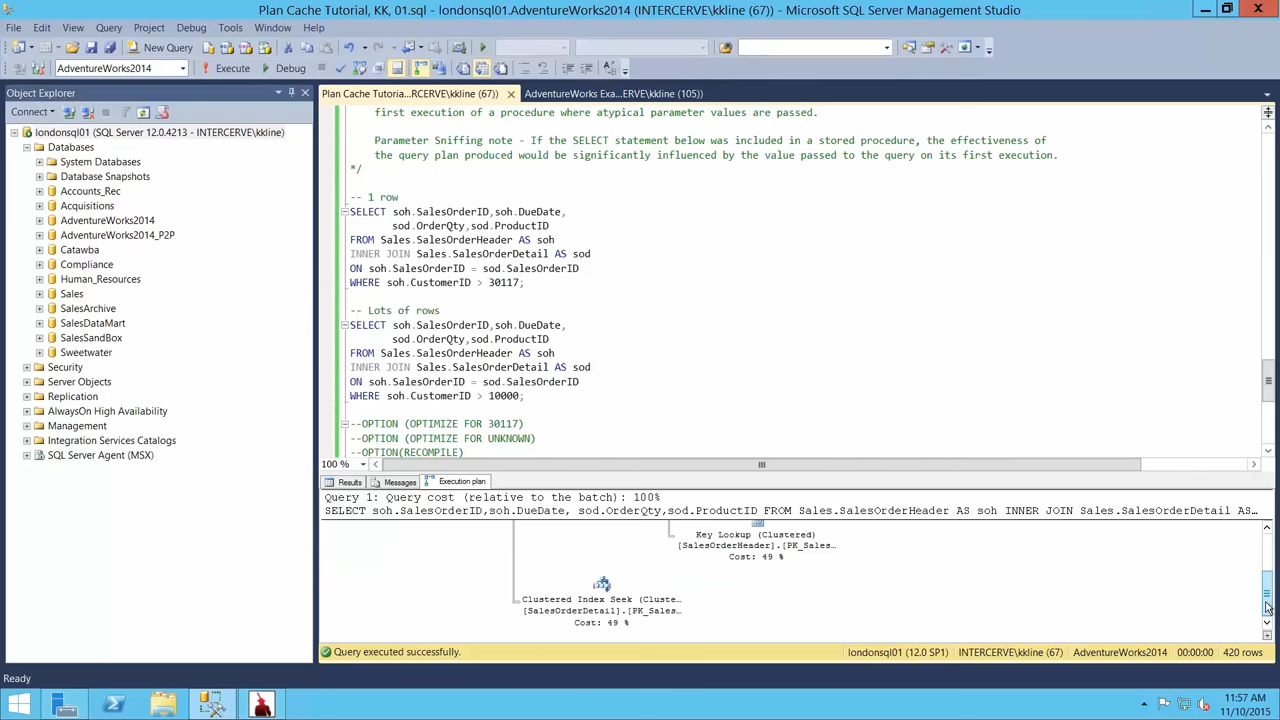 Plan Cache Tutorial, KK, 01.sql - londonsql01.AdventureWorks2014 (INTERCERVE\kkline (67)) - Microsoft SQL Server Management Studio
File Edit View Query Project Debug Tools Window Help
New Query
AdventureWorks2014 Execute Debug
Object Explorer
Connect
londonsql01 (SQL Server 12.0.4213 - INTERCERVE\kkline)
Databases
System Databases
Database Snapshots
Accounts_Rec
Acquisitions
AdventureWorks2014
AdventureWorks2014_P2P
Catawba
Compliance
Human_Resources
Sales
SalesArchive
SalesDataMart
SalesSandBox
Sweetwater
Security
Server Objects
Replication
AlwaysOn High Availability
Management
Integration Services Catalogs
SQL Server Agent (MSX)
Plan Cache Tutoria...RCERVE\kkline (67)) AdventureWorks Exa...ERVE\kkline (105))
first execution of a procedure where atypical parameter values are passed.
Parameter Sniffing note - If the SELECT statement below was included in a stored procedure, the effectiveness of
the query plan produced would be significantly influenced by the value passed to the query on its first execution.
*/
-- 1 row
SELECT soh.SalesOrderID,soh.DueDate,
sod.OrderQty,sod.ProductID
FROM Sales.SalesOrderHeader AS soh
INNER JOIN Sales.SalesOrderDetail AS sod
ON soh.SalesOrderID = sod.SalesOrderID
WHERE soh.CustomerID > 30117;
-- Lots of rows
SELECT soh.SalesOrderID,soh.DueDate,
sod.OrderQty,sod.ProductID
FROM Sales.SalesOrderHeader AS soh
INNER JOIN Sales.SalesOrderDetail AS sod
ON soh.SalesOrderID = sod.SalesOrderID
WHERE soh.CustomerID > 10000;
--OPTION (OPTIMIZE FOR 30117)
--OPTION (OPTIMIZE FOR UNKNOWN)
--OPTION(RECOMPILE)
100 %
Results Messages Execution plan
Query 1: Query cost (relative to the batch): 100%
SELECT soh.SalesOrderID,soh.DueDate, sod.OrderQty,sod.ProductID FROM Sales.SalesOrderHeader AS soh INNER JOIN Sales.SalesOrderDetail AS...
Key Lookup (Clustered)
[SalesOrderHeader].[PK_Sales...
Cost: 49 %
Clustered Index Seek (Cluste...
[SalesOrderDetail].[PK_Sales...
Cost: 49 %
Query executed successfully. londonsql01 (12.0 SP1) INTERCERVE\kkline (67) AdventureWorks2014 00:00:00 420 rows
Ready
11:57 AM
11/10/2015